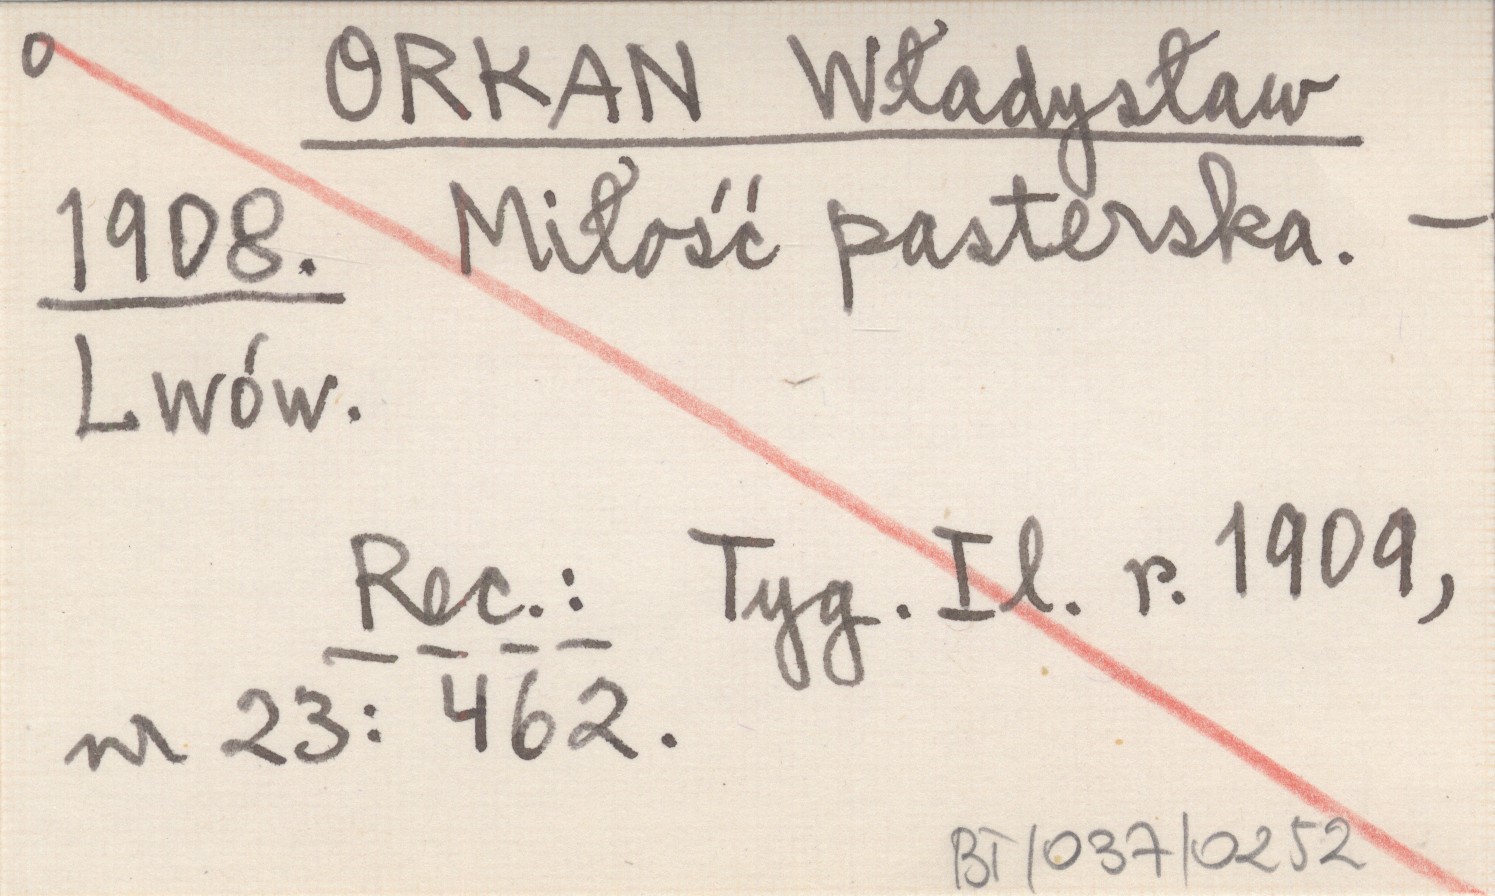 o ORKAN Władysław
1908. Miłość pasterska. –
Lwów.
Rec.: Tyg. Il. r. 1909,
nr 23: 462.
BT/037/0252